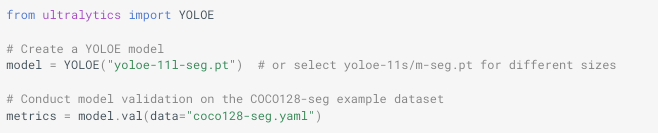 from ultralytics import YOLOE
# Create a YOLOE model
model = YOLOE("yoloe-11l-seg.pt")  # or select yoloe-11s/m-seg.pt for different sizes
# Conduct model validation on the COCO128-seg example dataset
metrics = model.val(data="coco128-seg.yaml")